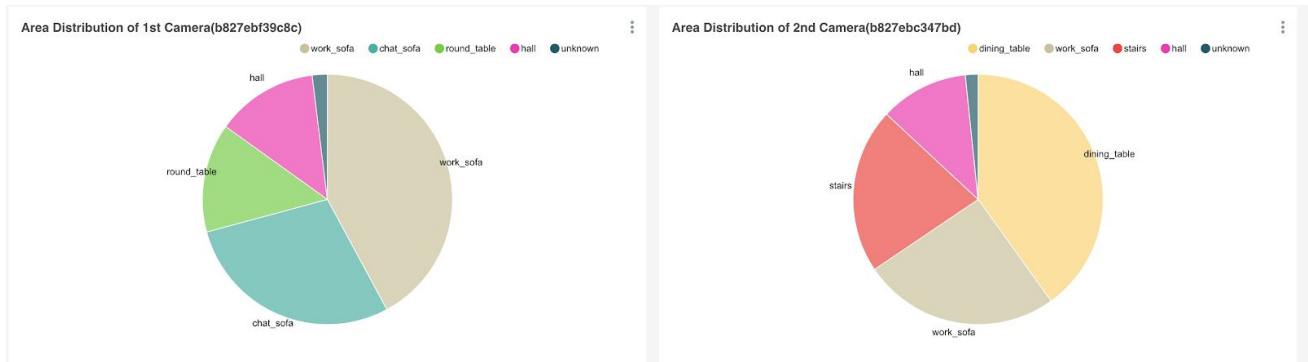 Area Distribution of 1st Camera(b827ebf39c8c)
work_sofa chat_sofa round_table hall unknown
hall
work_sofa
round_table
chat_sofa
Area Distribution of 2nd Camera(b827ebc347bd)
dining_table work_sofa stairs hall unknown
hall
dining_table
stairs
work_sofa